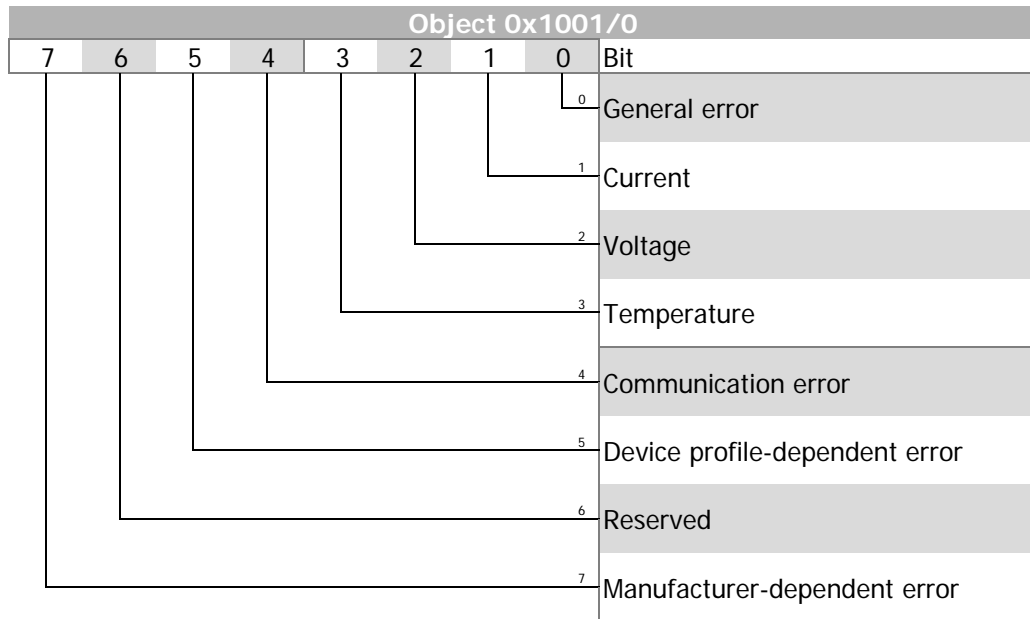 Object 0x1001/0
7 6 5 4 3 2 1 0 Bit
0 General error
1 Current
2 Voltage
3 Temperature
4 Communication error
5 Device profile-dependent error
6 Reserved
7 Manufacturer-dependent error